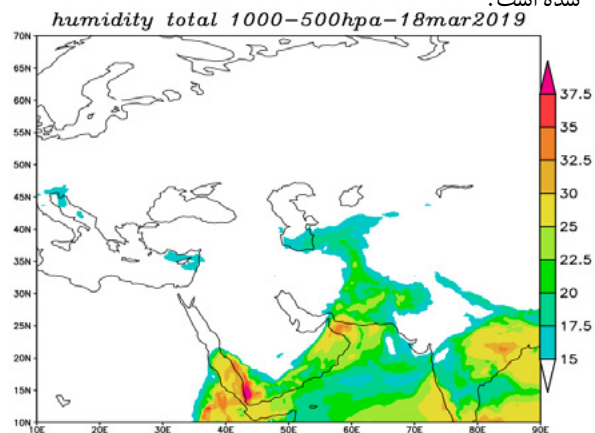 شده است.
humidity total 1000-500hpa-18mar2019
70N
65N
60N
55N
50N
45N
40N
35N
30N
25N
20N
15N
10N
10E 20E 30E 40E 50E 60E 70E 80E 90E
37.5
35
32.5
30
25
22.5
20
17.5
15